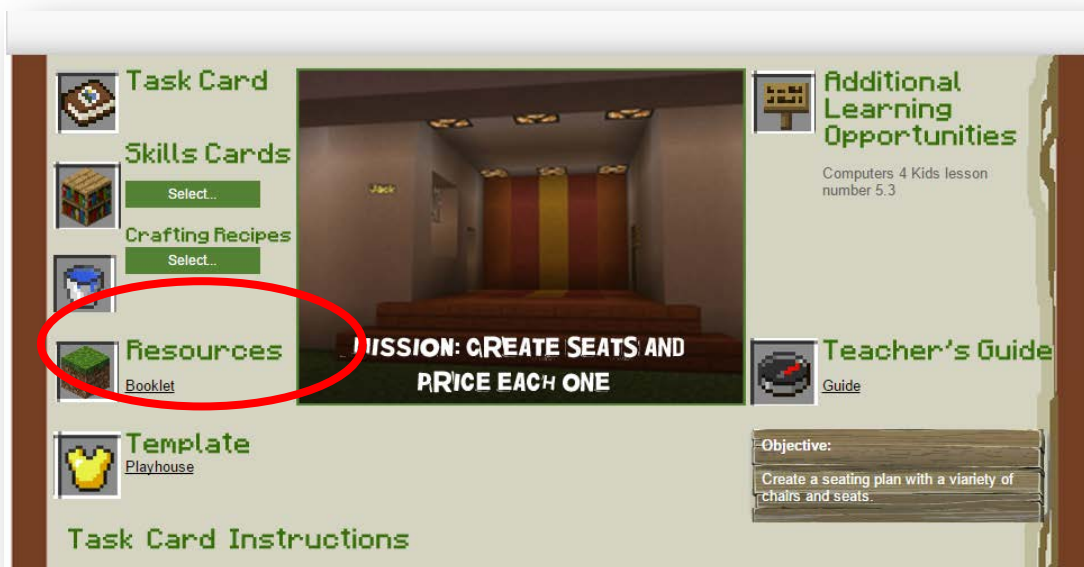 Task Card
Skills Cards
Select...
Crafting Recipes
Select...
Resources
Booklet
Template
Playhouse
Jack
MISSION: CREATE SEATS AND
PRICE EACH ONE
Additional
Learning
Opportunities
Computers 4 Kids lesson
number 5.3
Teacher's Guide
Guide
Objective:
Create a seating plan with a viariety of
chairs and seats.
Task Card Instructions